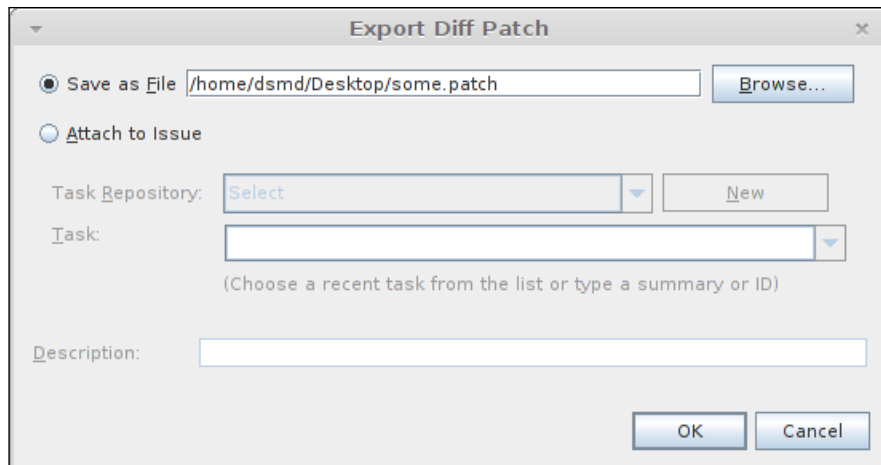 Export Diff Patch
Save as File /home/dsmd/Desktop/some.patch Browse...
Attach to Issue
Task Repository: Select New
Task:
(Choose a recent task from the list or type a summary or ID)
Description:
OK Cancel